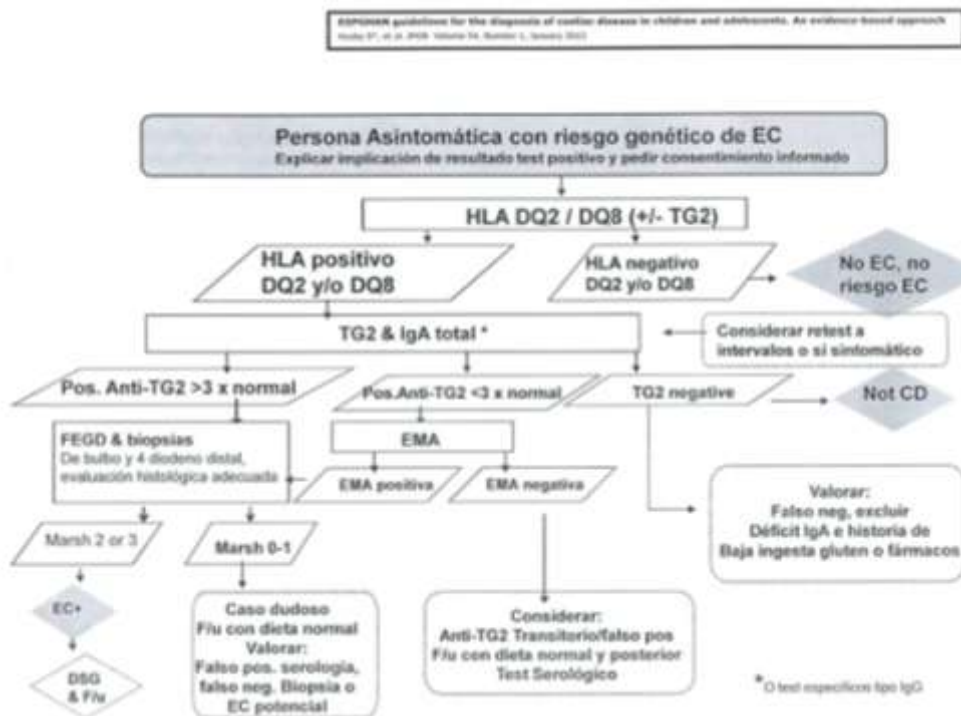 ESPGHAN guidelines for the diagnosis of coeliac disease in children and adolescents. An evidence-based approach
Persona Asintomática con riesgo genético de EC
Explicar implicación de resultado test positivo y pedir consentimiento informado
HLA DQ2 / DQ8 (+/- TG2)
HLA positivo
DQ2 y/o DQ8
HLA negativo
DQ2 y/o DQ8
No EC, no
riesgo EC
TG2 & IgA total *
Considerar retest a
intervalos o si sintomático
Pos. Anti-TG2 >3 x normal
Pos.Anti-TG2 <3 x normal
TG2 negative
Not CD
FEGD & biopsias
De bulbo y 4 diodeno distal,
evaluación histológica adecuada
EMA
EMA positiva
EMA negativa
Valorar:
Falso neg, excluir
Déficit IgA e historia de
Baja ingesta gluten o fármacos
Marsh 2 or 3
Marsh 0-1
EC+
DSG
& F/u
Caso dudoso
F/u con dieta normal
Valorar:
Falso pos. serología,
falso neg. Biopsia o
EC potencial
Considerar:
Anti-TG2 Transitorio/falso pos
F/u con dieta normal y posterior
Test Serológico
*O test específicos tipo IgG